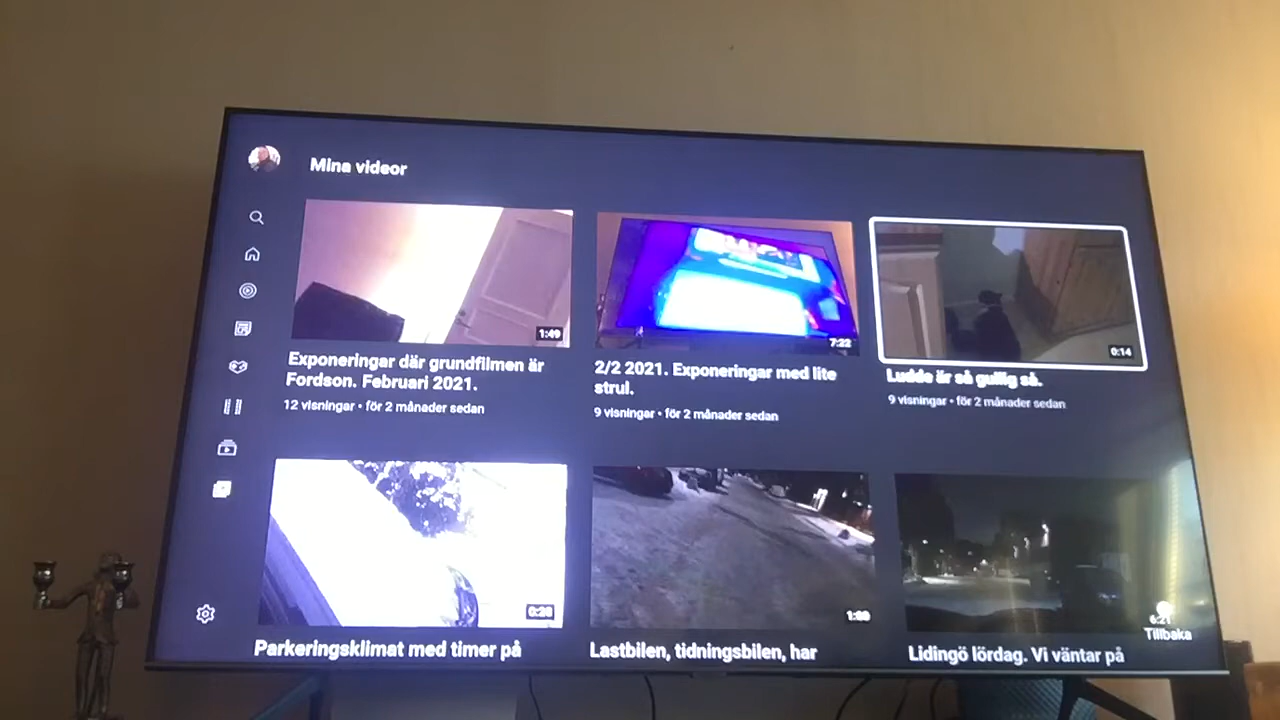 Mina videor
1:49
7:22
0:14
Exponeringar där grundfilmen är
Fordson. Februari 2021.
12 visningar • för 2 månader sedan
2/2 2021. Exponeringar med lite
strul.
9 visningar • för 2 månader sedan
Ludde är så gullig så.
9 visningar • för 2 månader sedan
0:20
6:21
Tillbaka
Parkeringsklimat med timer på
Lastbilen, tidningsbilen, har
Lidingö lördag. Vi väntar på